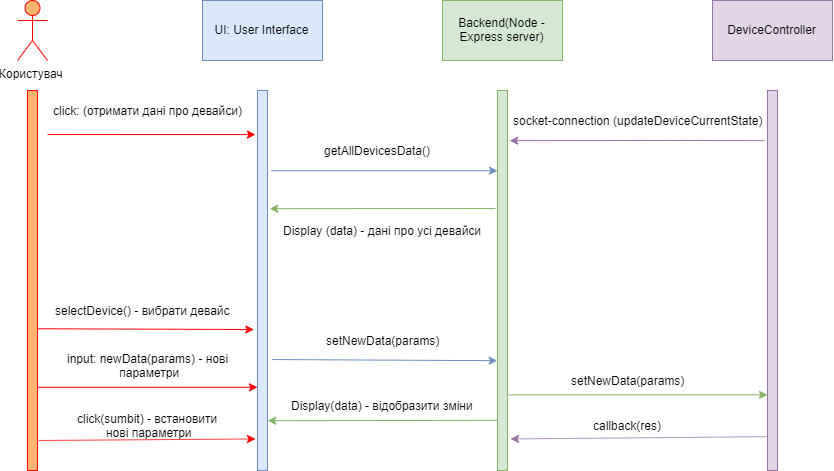 UI: User Interface
Backend(Node -
Express server)
DeviceController
Користувач
click: (отримати дані про девайси)
socket-connection (updateDeviceCurrentState)
getAllDevicesData()
Display (data) - дані про усі девайси
selectDevice() - вибрати девайс
setNewData(params)
input: newData(params) - нові
параметри
setNewData(params)
Display(data) - відобразити зміни
click(sumbit) - встановити
нові параметри
callback(res)